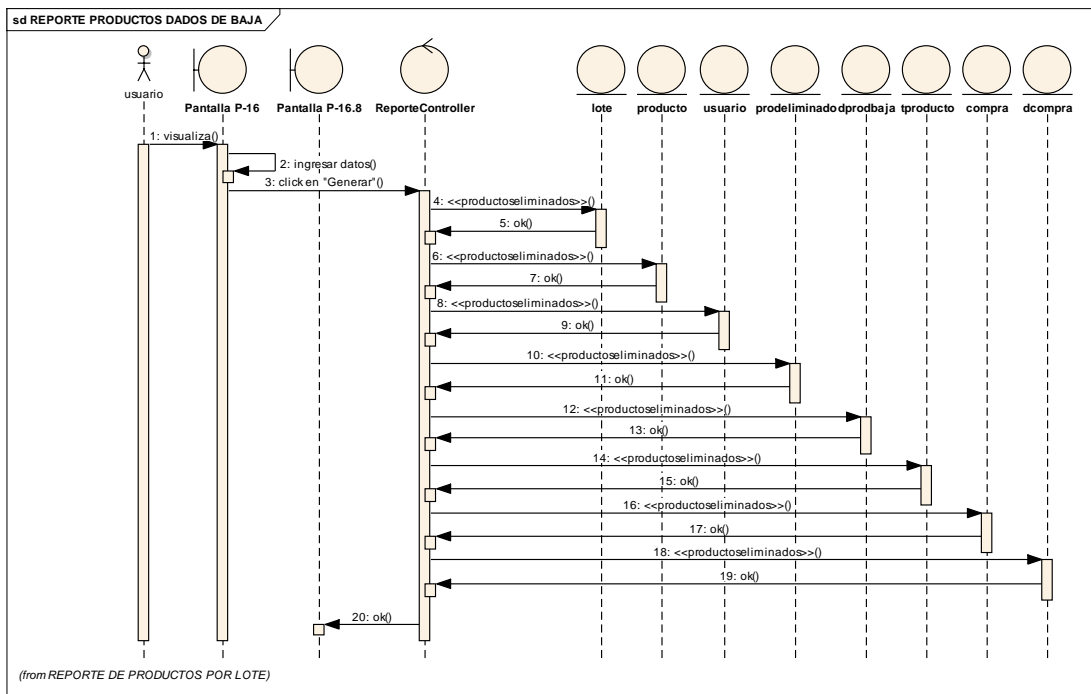 sd REPORTE PRODUCTOS DADOS DE BAJA
usuario
Pantalla P-16
Pantalla P-16.8
ReporteController
lote
producto
usuario
prodeliminado
dprodbaja
tproducto
compra
dcompra
1: visualiza()
2: ingresar datos()
3: click en "Generar"()
4: <<productoseliminados>>()
5: ok()
6: <<productoseliminados>>()
7: ok()
8: <<productoseliminados>>()
9: ok()
10: <<productoseliminados>>()
11: ok()
12: <<productoseliminados>>()
13: ok()
14: <<productoseliminados>>()
15: ok()
16: <<productoseliminados>>()
17: ok()
18: <<productoseliminados>>()
19: ok()
20: ok()
(from REPORTE DE PRODUCTOS POR LOTE)